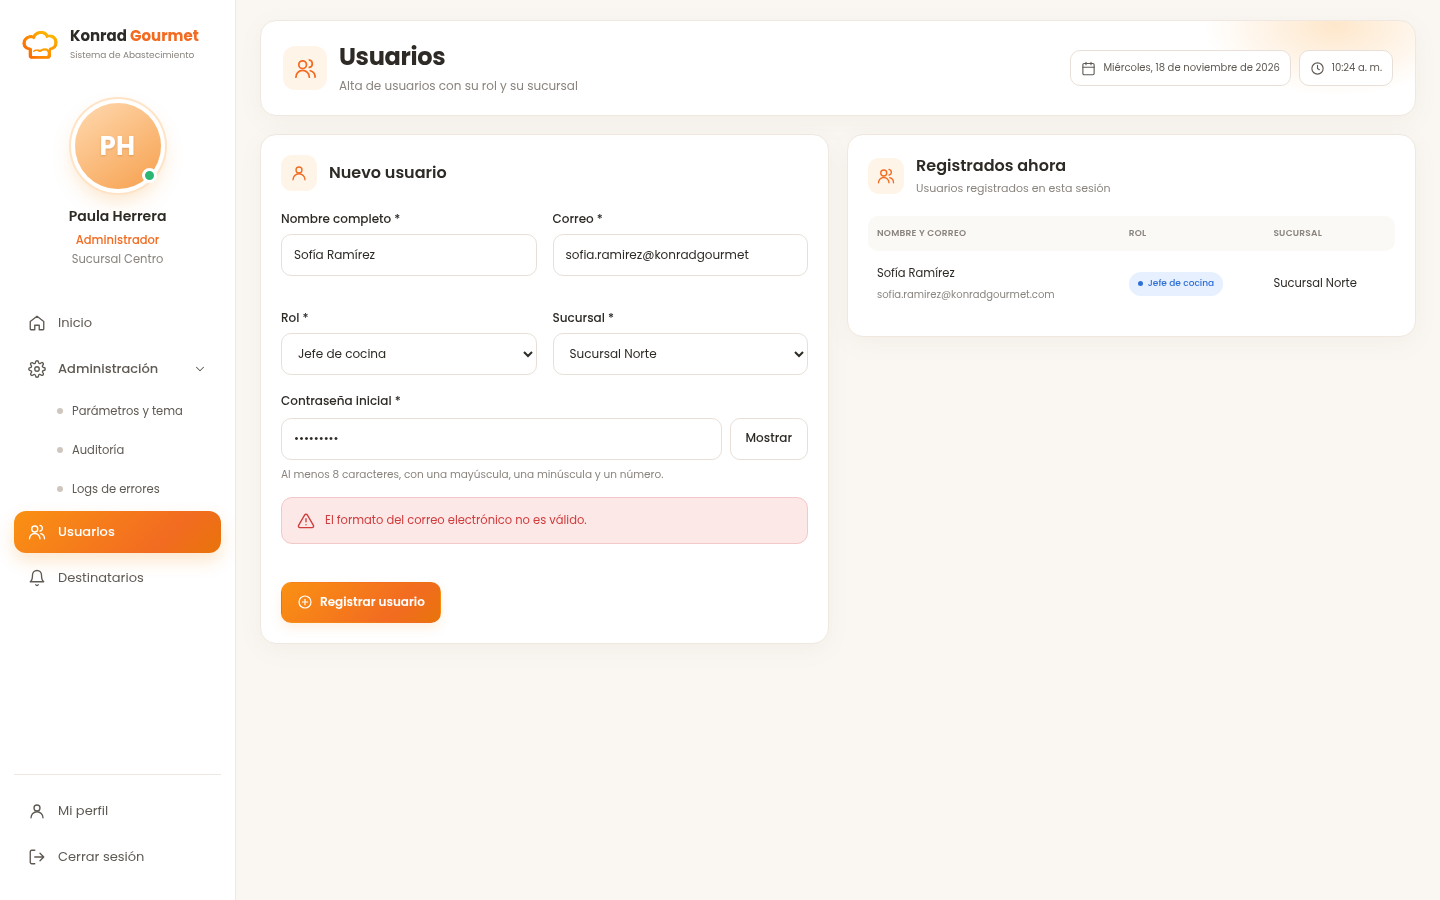 Konrad Gourmet
Sistema de Abastecimiento
PH
Paula Herrera
Administrador
Sucursal Centro
Inicio
Administración
Parámetros y tema
Auditoría
Logs de errores
Usuarios
Destinatarios
Mi perfil
Cerrar sesión
Usuarios
Alta de usuarios con su rol y su sucursal
Miércoles, 18 de noviembre de 2026
10:24 a. m.
Nuevo usuario
Nombre completo *
Correo *
Sofía Ramírez
sofia.ramirez@konradgourmet
Rol *
Sucursal *
Jefe de cocina
Sucursal Norte
Contraseña inicial *
•••••••••
Mostrar
Al menos 8 caracteres, con una mayúscula, una minúscula y un número.
El formato del correo electrónico no es válido.
Registrar usuario
Registrados ahora
Usuarios registrados en esta sesión
NOMBRE Y CORREO
ROL
SUCURSAL
Sofía Ramírez
sofia.ramirez@konradgourmet.com
Jefe de cocina
Sucursal Norte